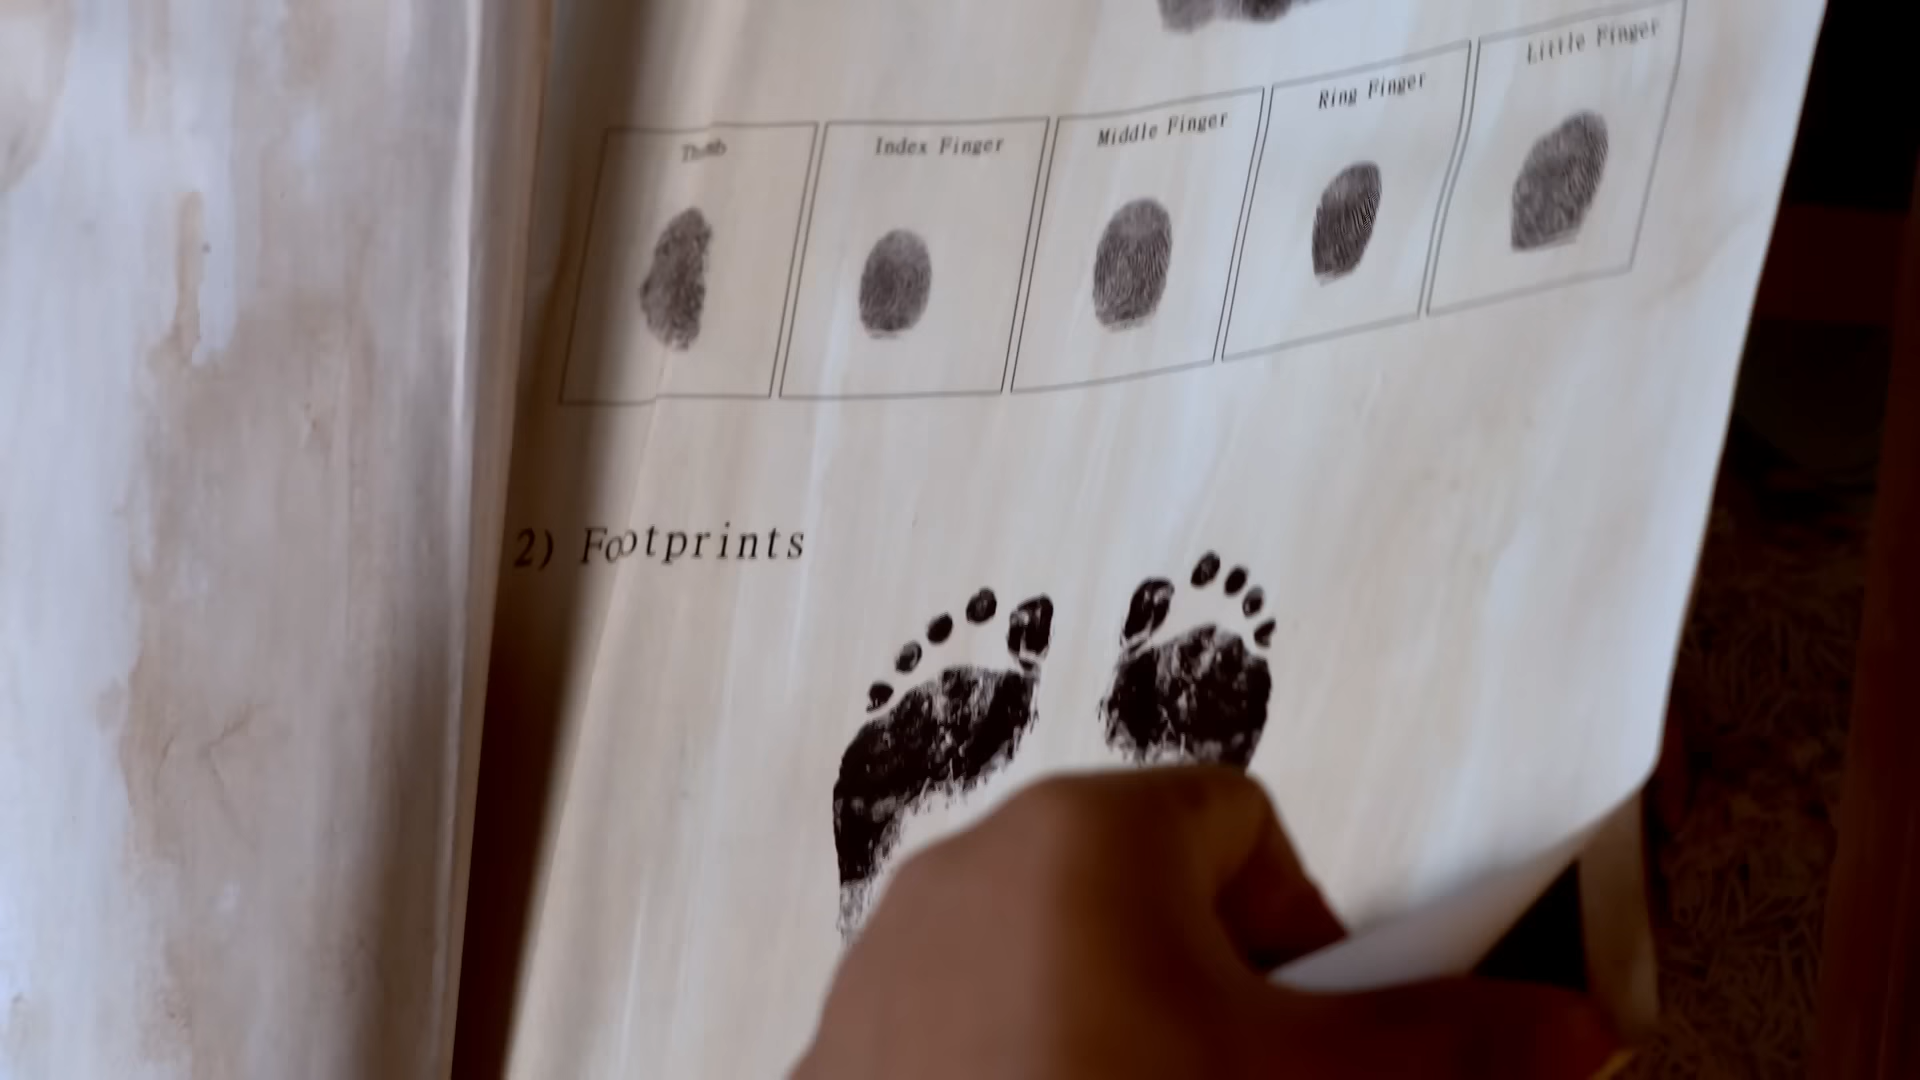 Thumb
Index Finger
Middle Finger
Ring Finger
Little Finger
2) Footprints